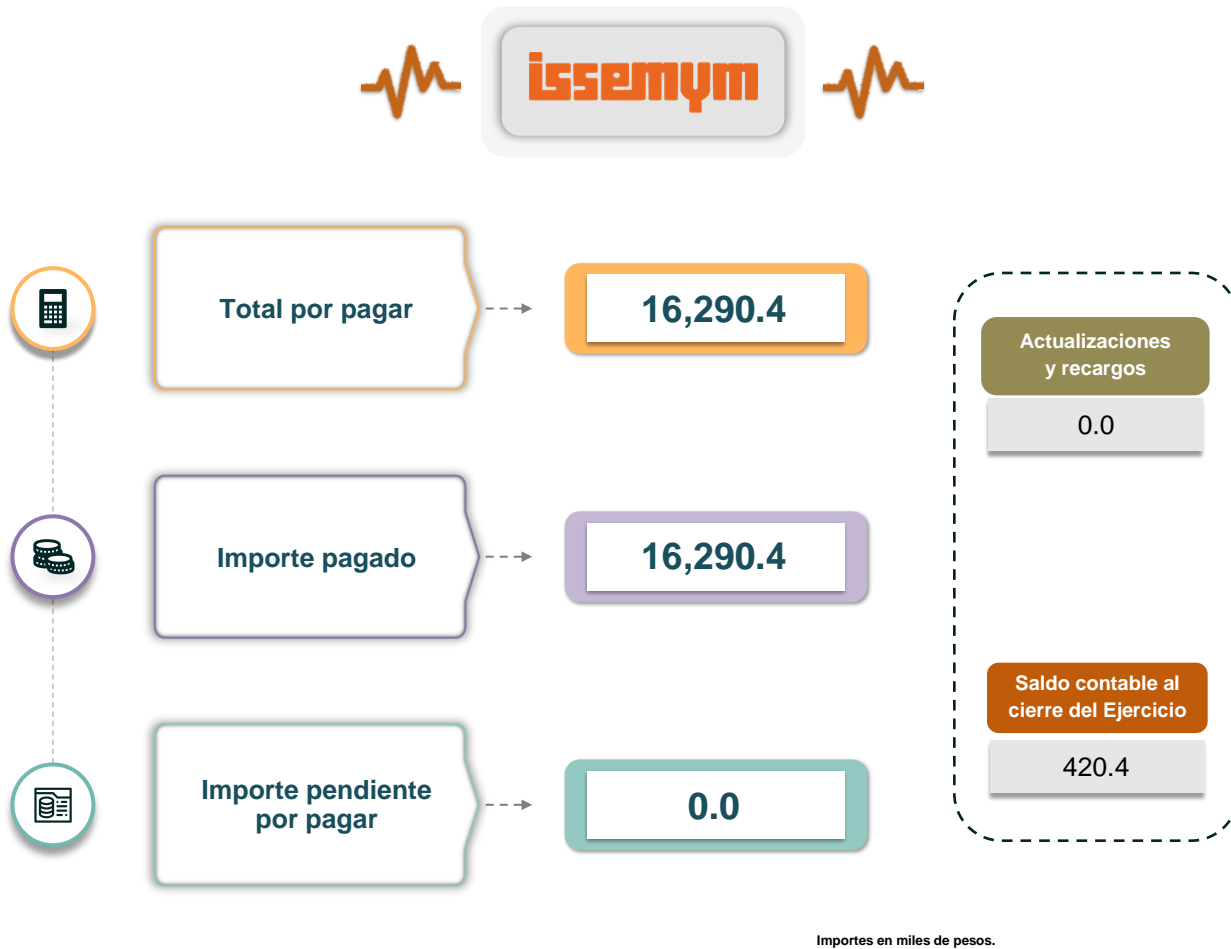 issemym
Total por pagar
16,290.4
Actualizaciones
y recargos
0.0
Importe pagado
16,290.4
Saldo contable al
cierre del Ejercicio
420.4
Importe pendiente
por pagar
0.0
Importes en miles de pesos.